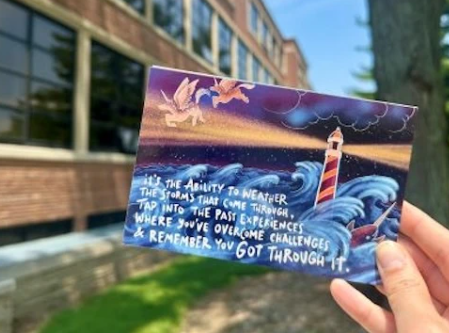 IT'S THE ABILITY TO WEATHER
THE STORMS THAT COME THROUGH.
TAP INTO THE PAST EXPERIENCES
WHERE YOU'VE OVERCOME CHALLENGES
& REMEMBER YOU GOT THROUGH IT.